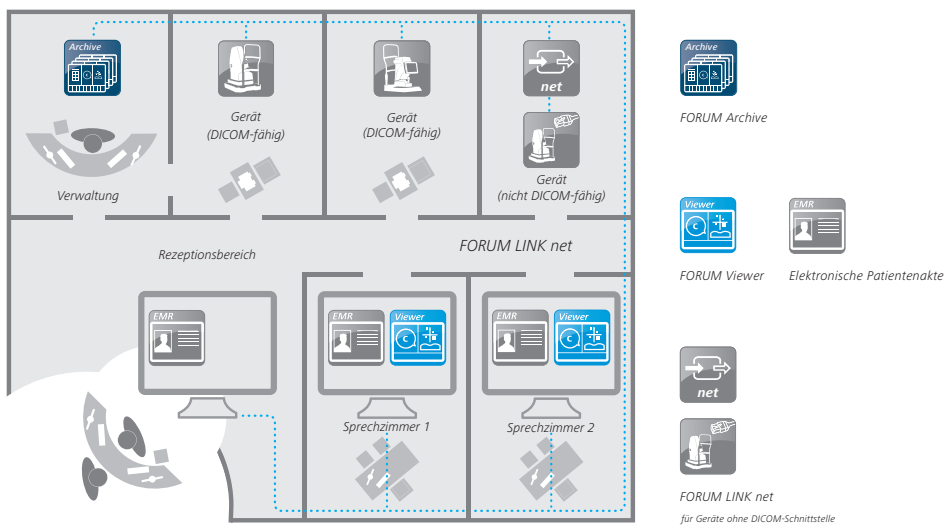 Archive
net
Gerät
(DICOM-fähig)
Gerät
(DICOM-fähig)
Gerät
(nicht DICOM-fähig)
Verwaltung
Rezeptionsbereich
FORUM LINK net
EMR
EMR
Viewer
C
EMR
Viewer
C
Sprechzimmer 1
Sprechzimmer 2
Archive
FORUM Archive
Viewer
C
EMR
FORUM Viewer
Elektronische Patientenakte
net
FORUM LINK net
für Geräte ohne DICOM-Schnittstelle